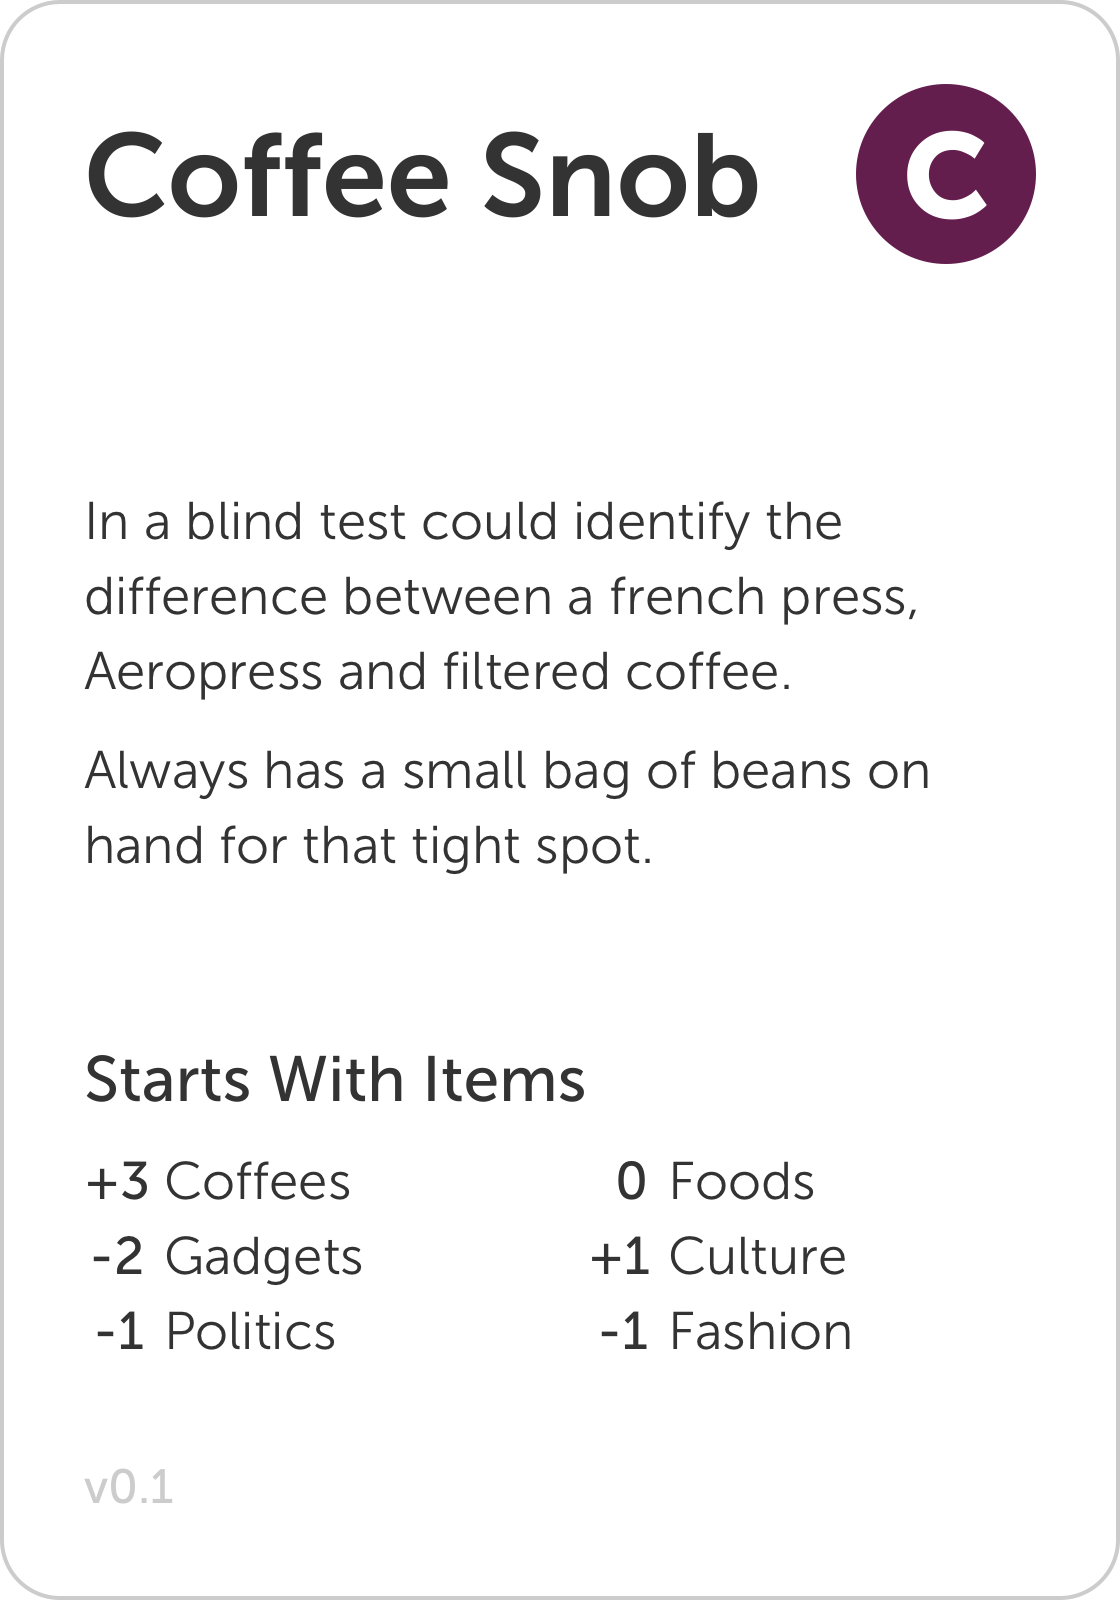 Coffee Snob
C
In a blind test could identify the
difference between a french press,
Aeropress and filtered coffee.
Always has a small bag of beans on
hand for that tight spot.
Starts With Items
+3 Coffees
0 Foods
-2 Gadgets
+1 Culture
-1 Politics
-1 Fashion
v0.1